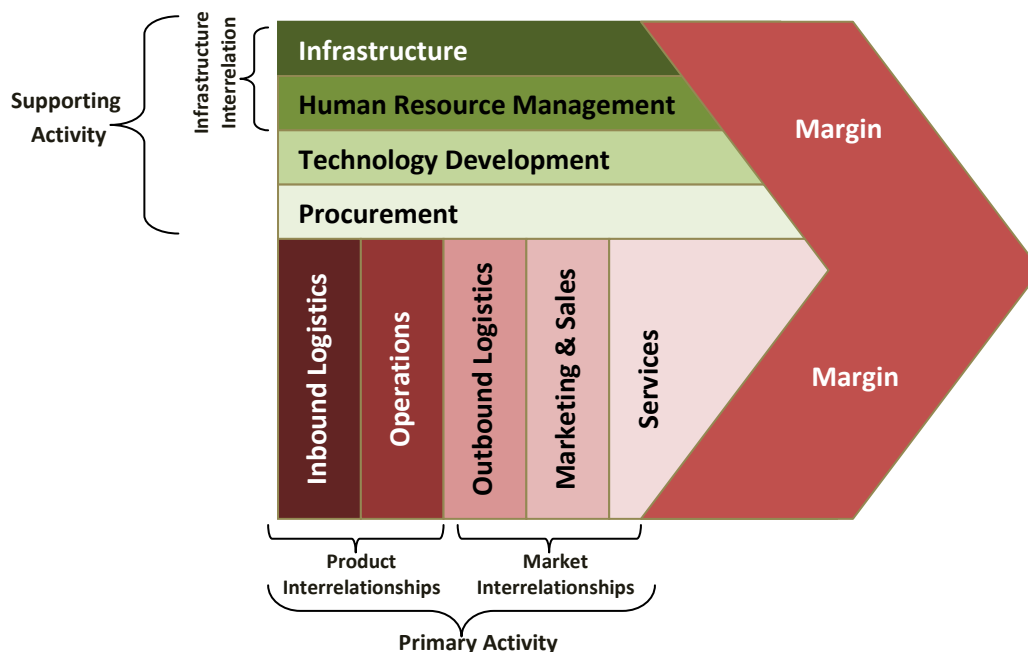 Supporting
Activity
Infrastructure
Interrelation
Infrastructure
Human Resource Management
Technology Development
Procurement
Margin
Margin
Inbound Logistics
Operations
Outbound Logistics
Marketing & Sales
Services
Product
Interrelationships
Market
Interrelationships
Primary Activity